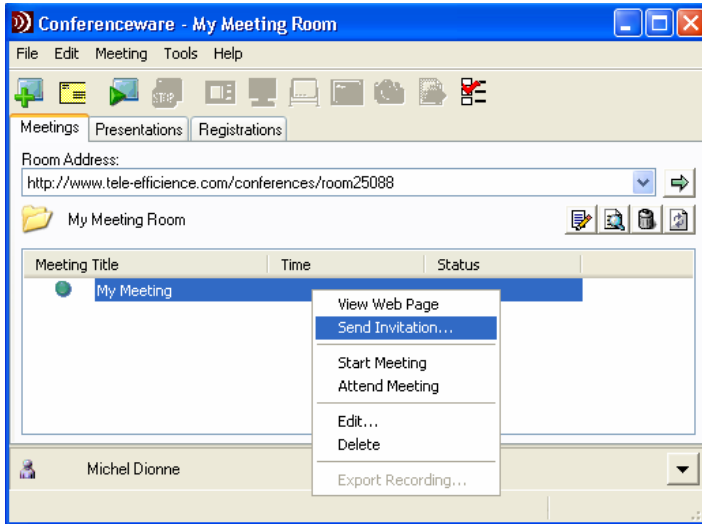 Conferenceware - My Meeting Room
File Edit Meeting Tools Help
STOP
Meetings Presentations Registrations
Room Address:
http://www.tele-efficience.com/conferences/room25088
My Meeting Room
Meeting Title Time Status
My Meeting
View Web Page
Send Invitation...
Start Meeting
Attend Meeting
Edit...
Delete
Export Recording...
Michel Dionne